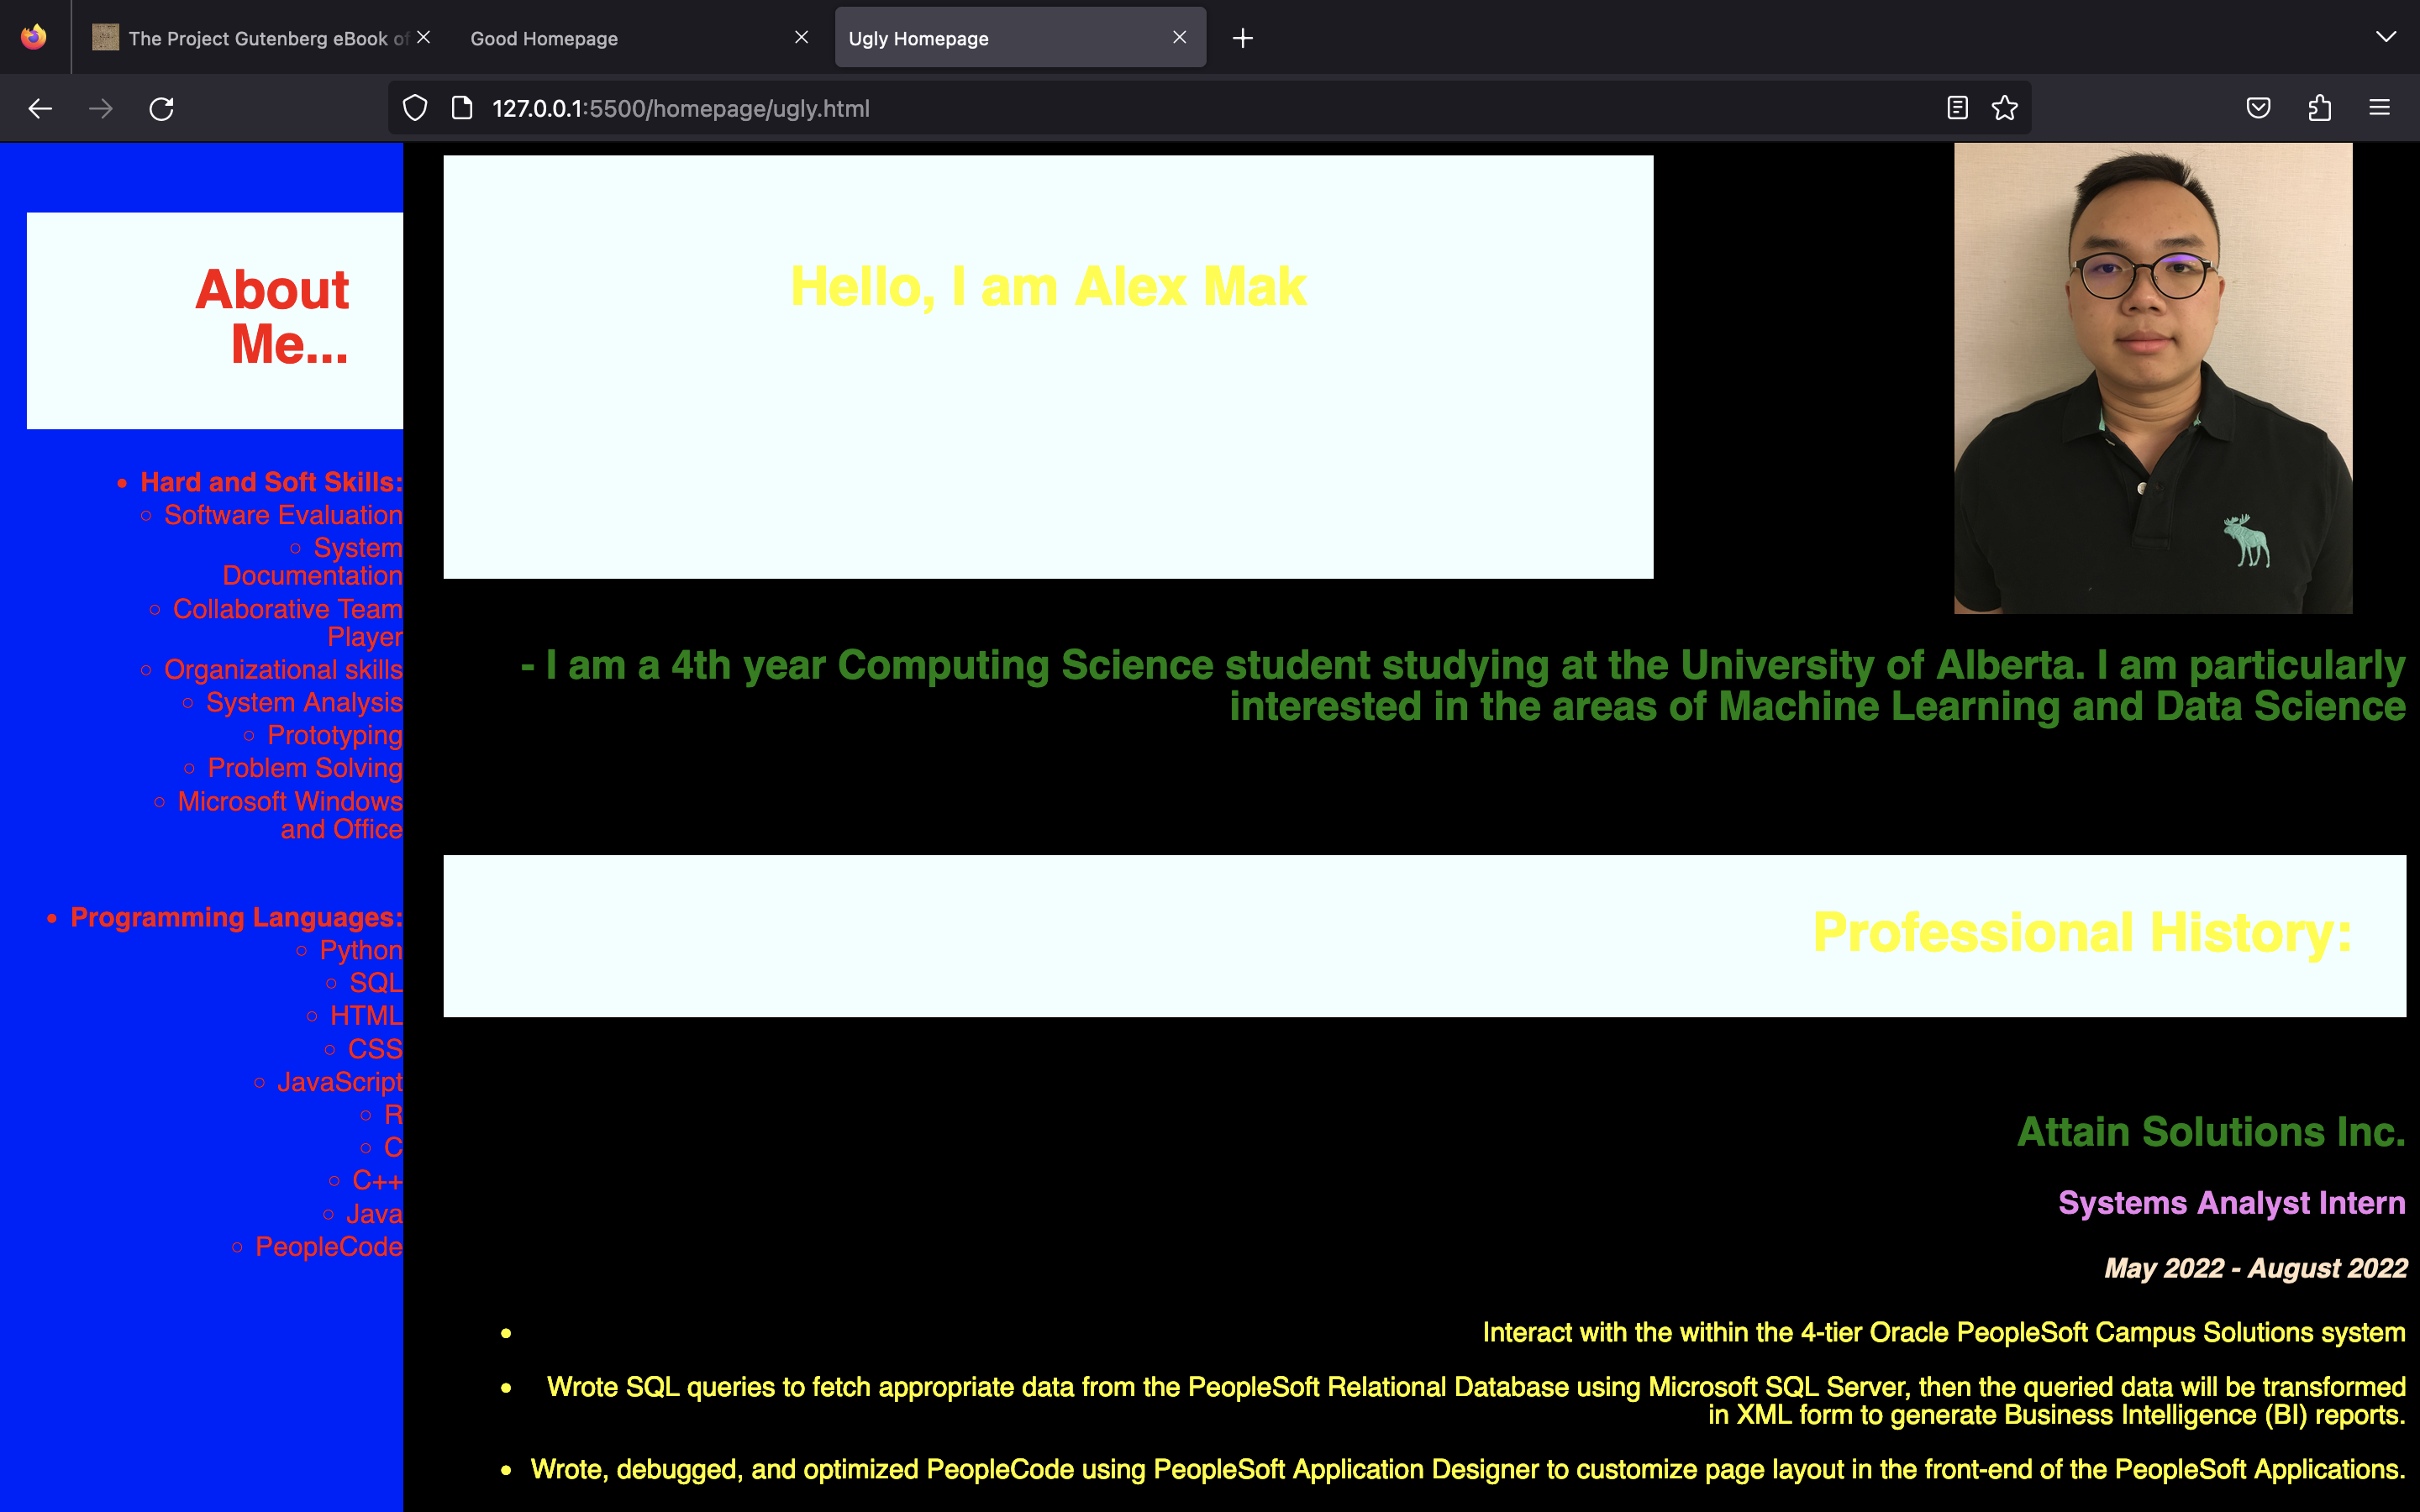 The Project Gutenberg eBook of
Good Homepage
Ugly Homepage
127.0.0.1:5500/homepage/ugly.html
About
Me...
Hard and Soft Skills:
Software Evaluation
System
Documentation
Collaborative Team
Player
Organizational skills
System Analysis
Prototyping
Problem Solving
Microsoft Windows
and Office
Programming Languages:
Python
SQL
HTML
CSS
JavaScript
R
C
C++
Java
PeopleCode
Hello, I am Alex Mak
- I am a 4th year Computing Science student studying at the University of Alberta. I am particularly
interested in the areas of Machine Learning and Data Science
Professional History:
Attain Solutions Inc.
Systems Analyst Intern
May 2022 - August 2022
Interact with the within the 4-tier Oracle PeopleSoft Campus Solutions system
Wrote SQL queries to fetch appropriate data from the PeopleSoft Relational Database using Microsoft SQL Server, then the queried data will be transformed
in XML form to generate Business Intelligence (BI) reports.
Wrote, debugged, and optimized PeopleCode using PeopleSoft Application Designer to customize page layout in the front-end of the PeopleSoft Applications.